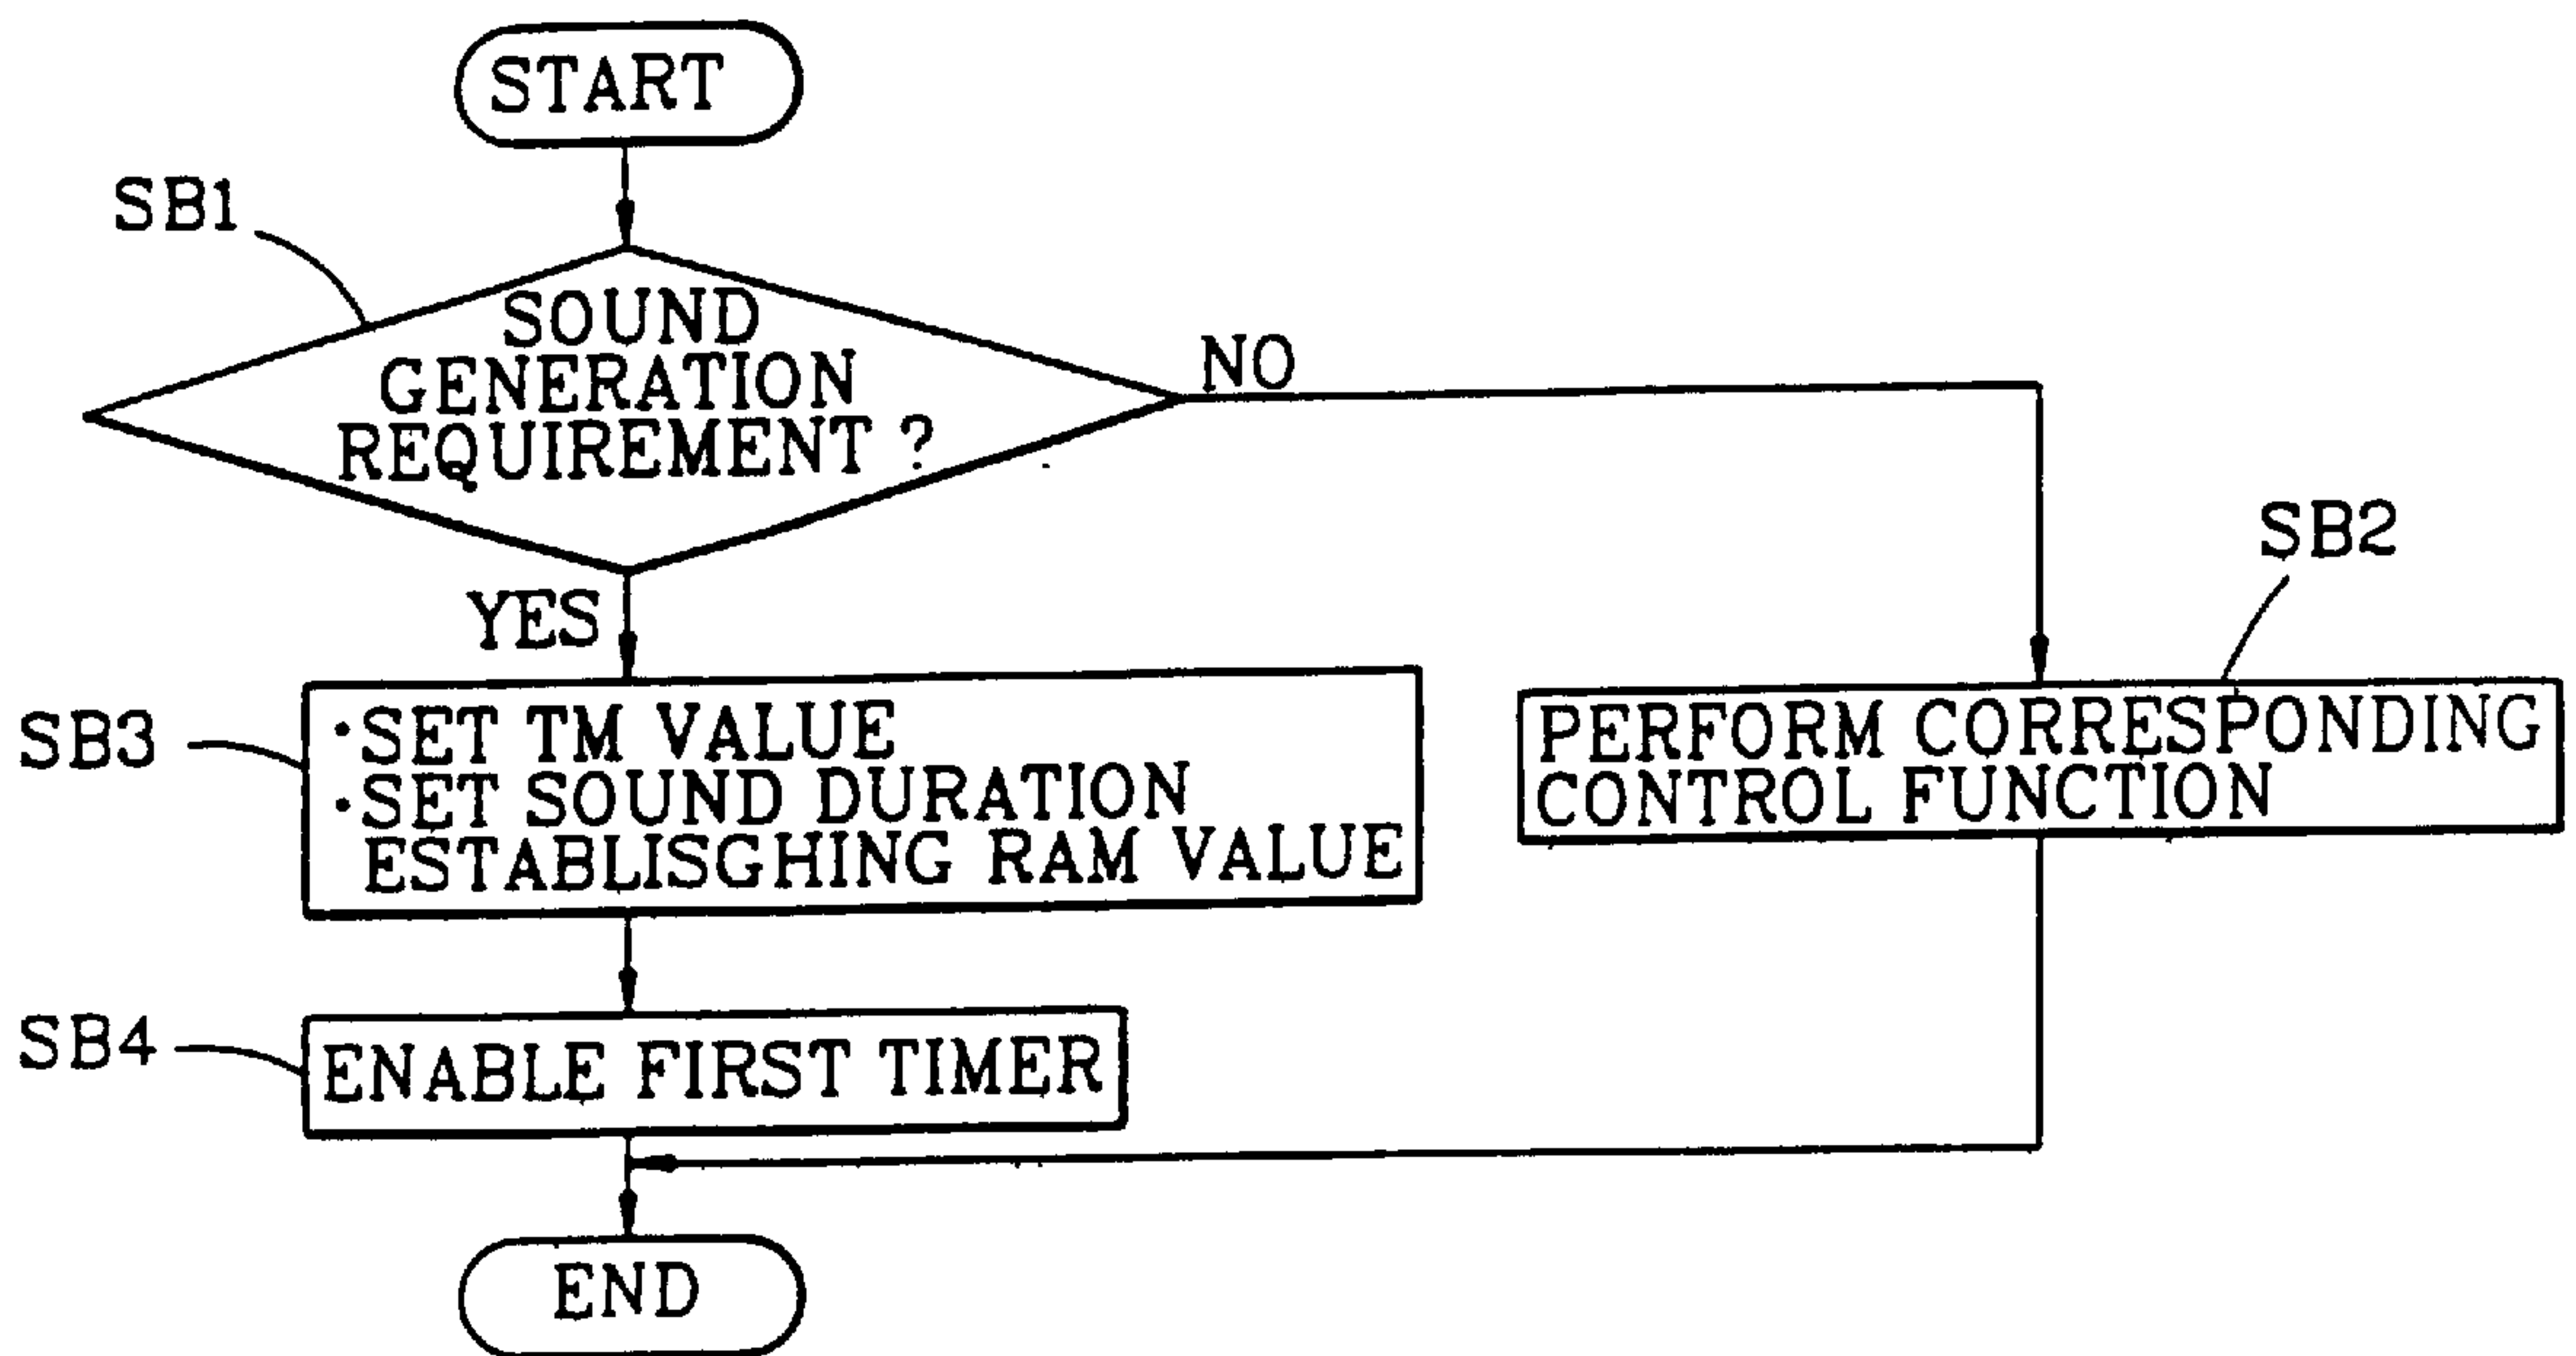 START
SB1
SOUND
GENERATION
REQUIREMENT ?
NO
YES
SB2
SB3
·SET TM VALUE
·SET SOUND DURATION
ESTABLISGHING RAM VALUE
PERFORM CORRESPONDING
CONTROL FUNCTION
SB4
ENABLE FIRST TIMER
END